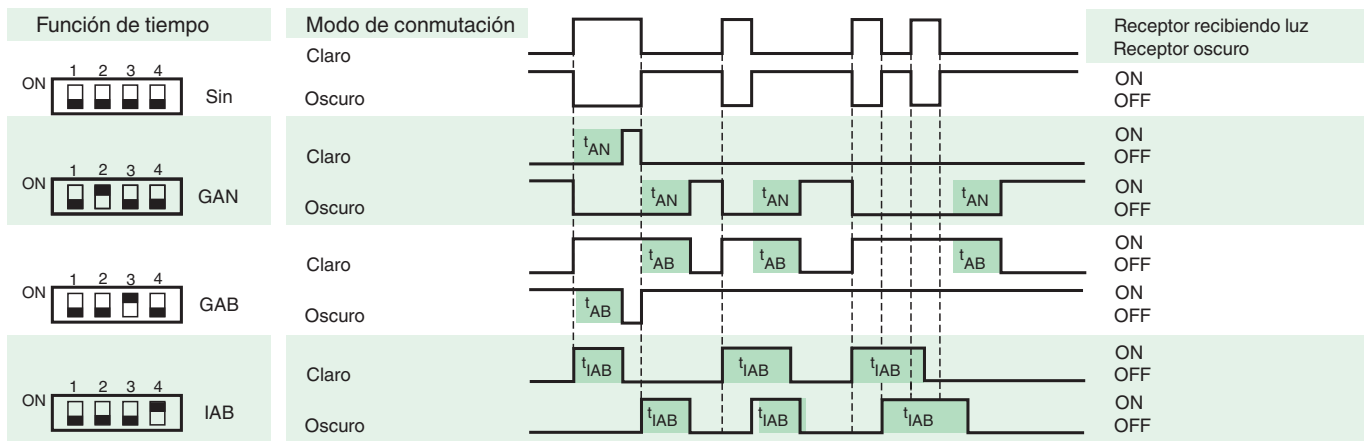 Función de tiempo
Modo de conmutación
Receptor recibiendo luz
Claro
Receptor oscuro
1 2 3 4
ON
Sin
ON
Oscuro
OFF
Claro
tAN
ON
OFF
1 2 3 4
ON
GAN
Oscuro
tAN
tAN
tAN
ON
OFF
Claro
tAB
tAB
tAB
ON
OFF
1 2 3 4
ON
GAB
Oscuro
tAB
ON
OFF
Claro
tIAB
tIAB
tIAB
ON
OFF
1 2 3 4
ON
IAB
Oscuro
tIAB
tIAB
tIAB
ON
OFF